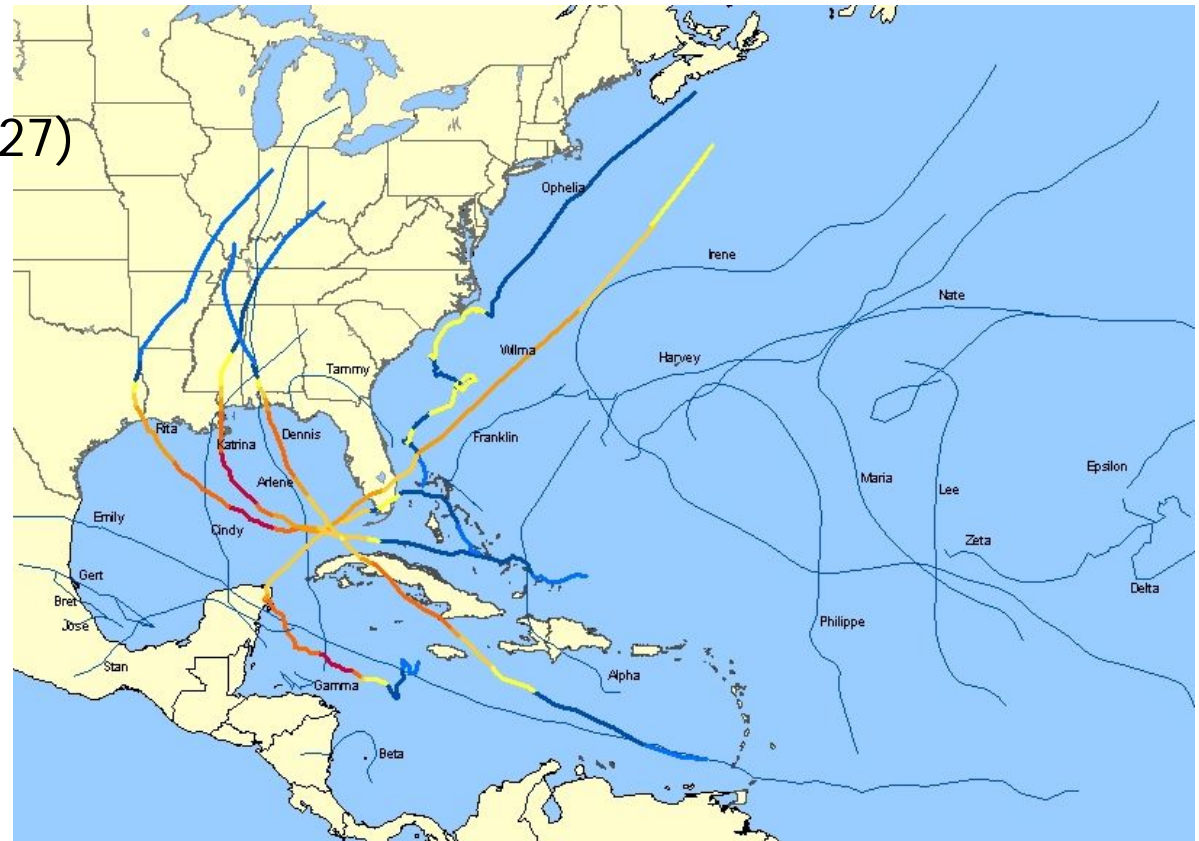 27)
Ophelia
Irene
Nate
Wilma
Harvey
Tammy
Rita
Katrina
Dennis
Franklin
Arlene
Epsilon
Maria
Lee
Emily
Cindy
Zeta
Gert
Delta
Bret
Jose
Philippe
Stan
Alpha
Gamma
Beta